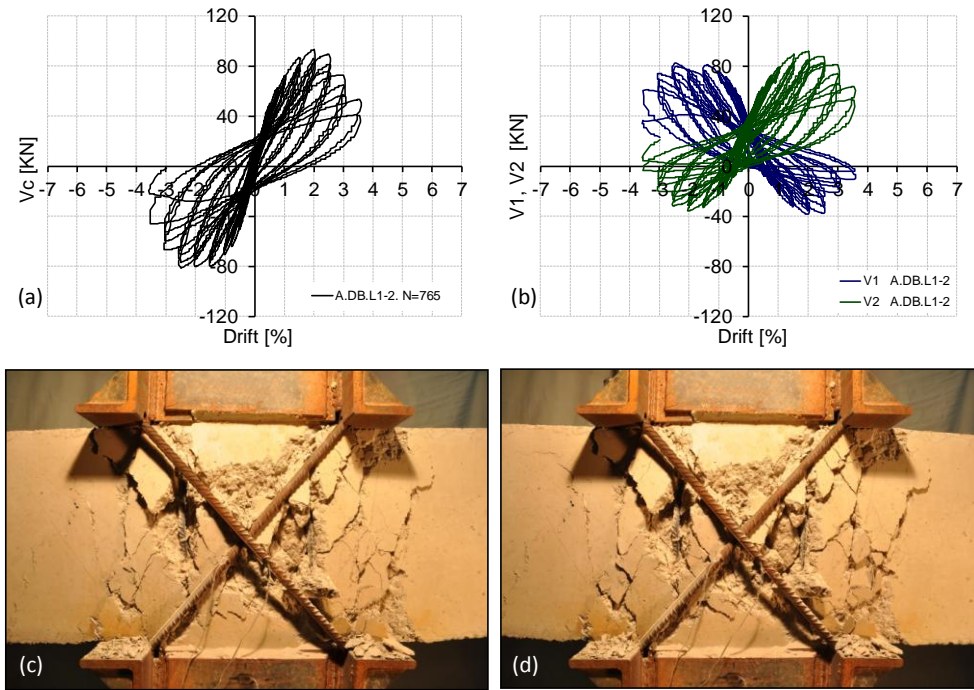 120
80
40
0
-40
-80
-120
-7 -6 -5 -4 -3 -2 -1 0 1 2 3 4 5 6 7
Vc [KN]
Drift [%]
A.DB.L1-2. N=765
(a)
120
80
40
0
-40
-80
-120
-7 -6 -5 -4 -3 -2 -1 0 1 2 3 4 5 6 7
V1, V2 [KN]
Drift [%]
V1 A.DB.L1-2
V2 A.DB.L1-2
(b)
(c)
(d)